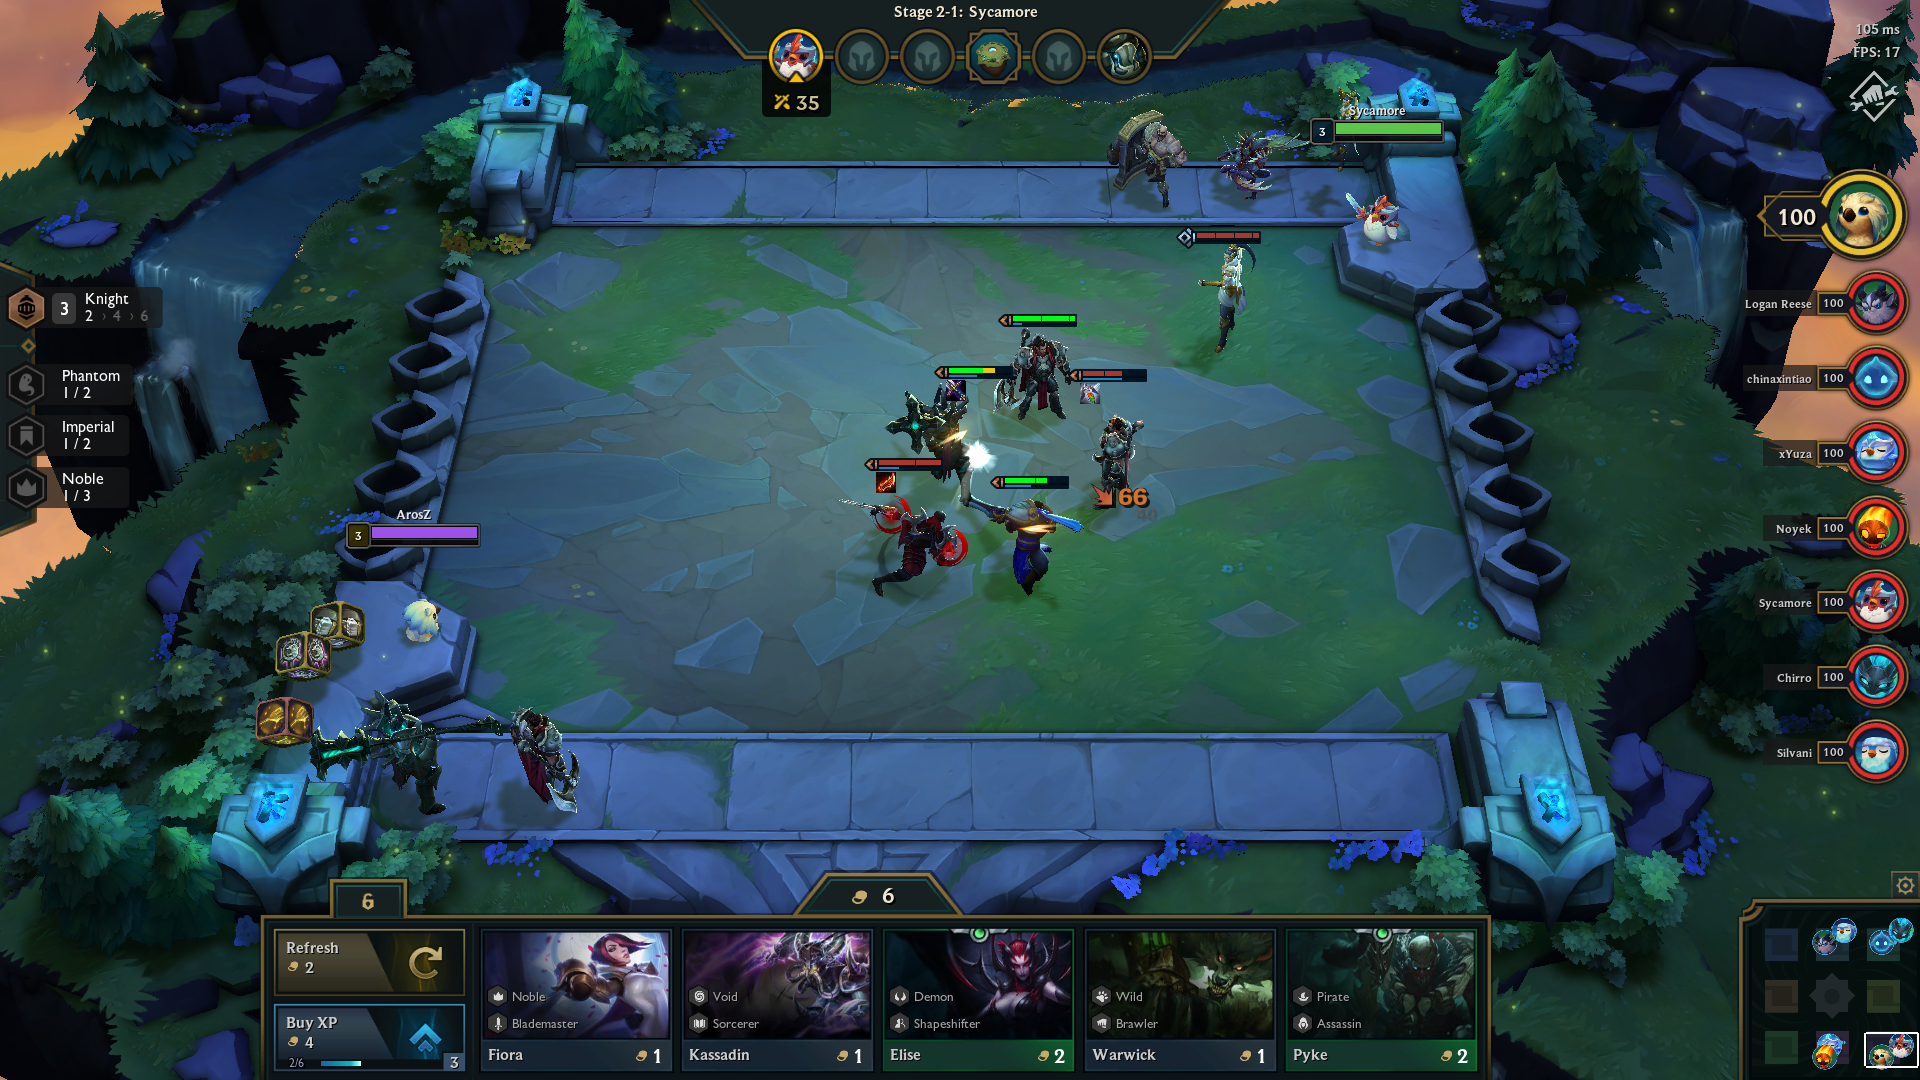 Stage 2-1: Sycamore
35
105 ms
FPS: 17
Sycamore
3
100
Logan Reese 100
chinaxintiao 100
xYuza 100
Noyek 100
Sycamore 100
Chirro 100
Silvani 100
3 Knight
2 › 4 › 6
Phantom
1 / 2
Imperial
1 / 2
Noble
1 / 3
ArosZ
3
66
6
6
Refresh
2
Buy XP
4
2/6
3
Noble
Blademaster
Fiora 1
Void
Sorcerer
Kassadin 1
Demon
Shapeshifter
Elise 2
Wild
Brawler
Warwick 1
Pirate
Assassin
Pyke 2